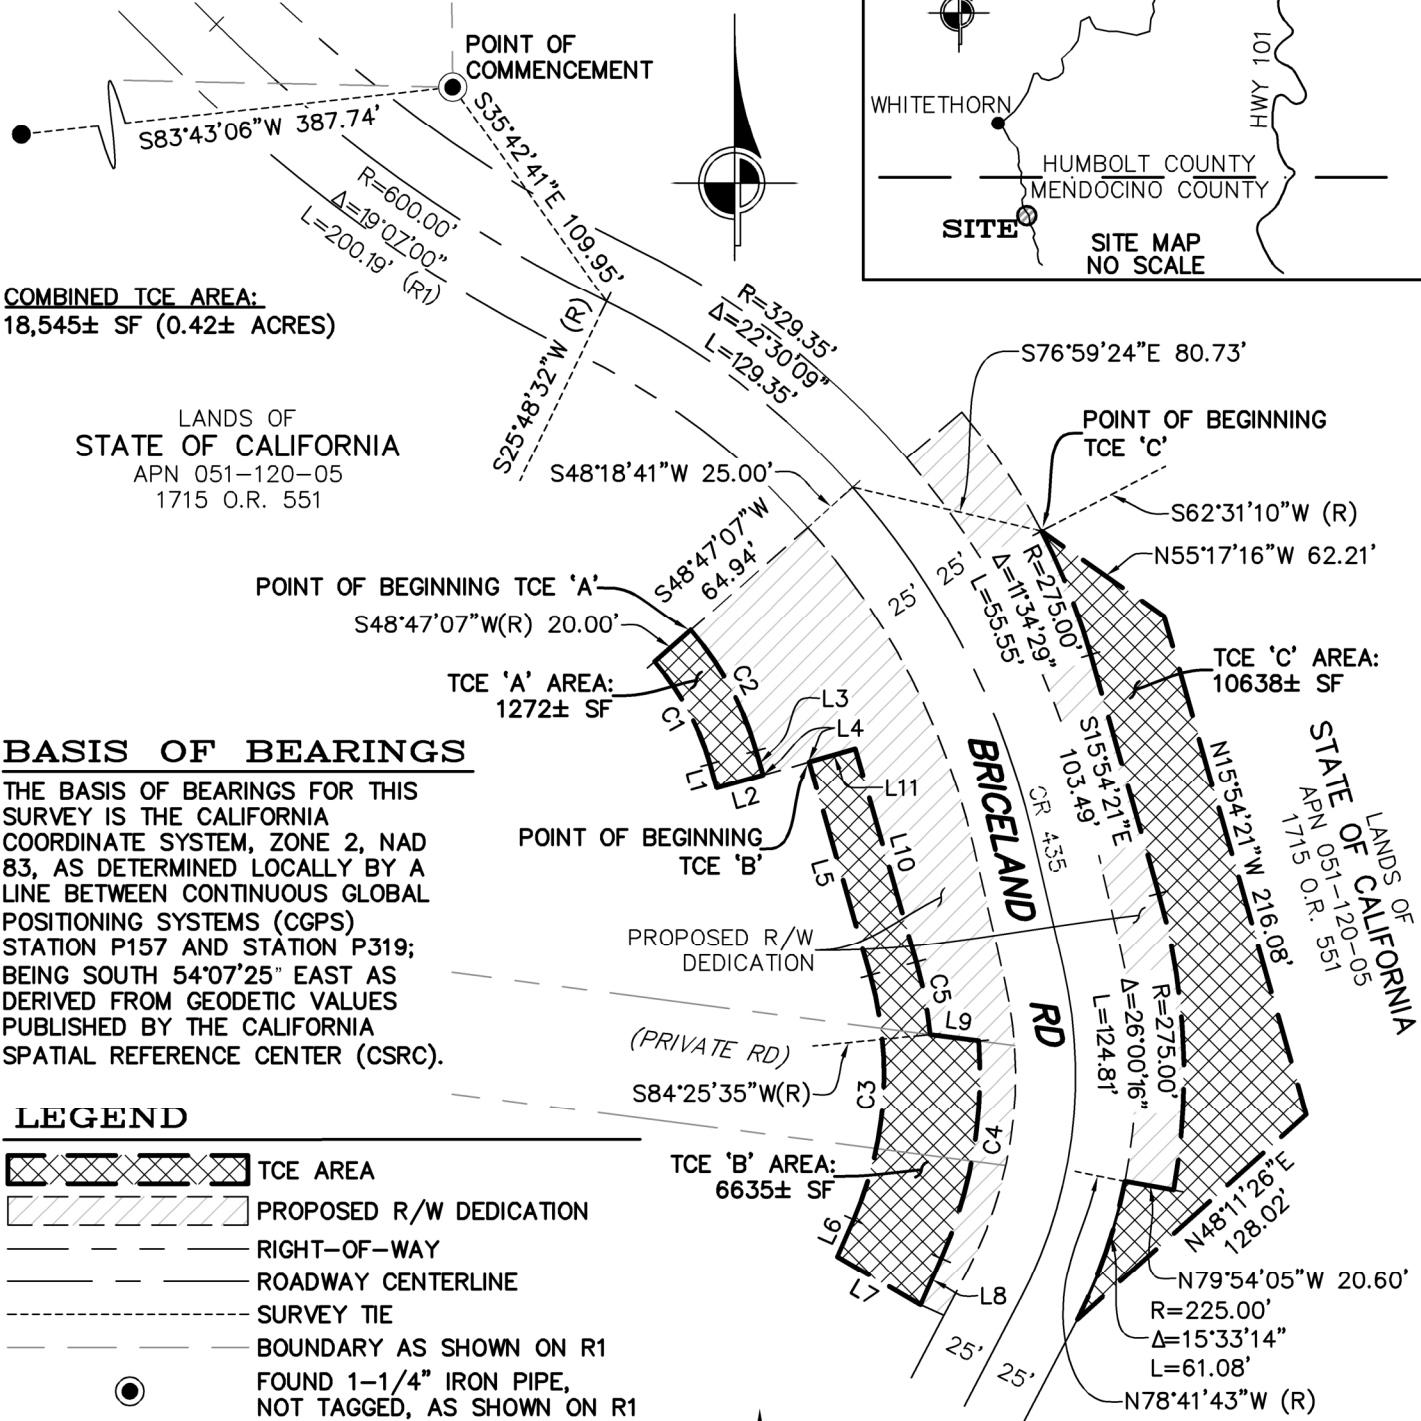 POINT OF
COMMENCEMENT
S83°43'06"W 387.74'
S35°42'41"E 109.95'
R=600.00'
Δ=19°07'00"
L=200.19' (R1)
HWY 101
WHITETHORN
HUMBOLT COUNTY
MENDOCINO COUNTY
SITE
SITE MAP
NO SCALE
COMBINED TCE AREA:
18,545± SF (0.42± ACRES)
LANDS OF
STATE OF CALIFORNIA
APN 051-120-05
1715 O.R. 551
S25°48'32"W (R)
R=329.35'
Δ=22°30'09"
L=129.35'
S76°59'24"E 80.73'
POINT OF BEGINNING
TCE 'C'
S48°18'41"W 25.00'
S62°31'10"W (R)
N55°17'16"W 62.21'
S48°47'07"W
64.94'
25'
25'
R=275.00'
Δ=11°34'29"
L=55.55'
POINT OF BEGINNING TCE 'A'
S48°47'07"W(R) 20.00'
TCE 'A' AREA:
1272± SF
C2
C1
L1
L2
L3
L4
L11
TCE 'C' AREA:
10638± SF
S15°54'21"E
103.49'
N15°54'21"W 216.08'
LANDS OF
STATE OF CALIFORNIA
APN 051-120-05
1715 O.R. 551
BRICELAND
RD
CR 435
BASIS OF BEARINGS
THE BASIS OF BEARINGS FOR THIS
SURVEY IS THE CALIFORNIA
COORDINATE SYSTEM, ZONE 2, NAD
83, AS DETERMINED LOCALLY BY A
LINE BETWEEN CONTINUOUS GLOBAL
POSITIONING SYSTEMS (CGPS)
STATION P157 AND STATION P319;
BEING SOUTH 54°07'25" EAST AS
DERIVED FROM GEODETIC VALUES
PUBLISHED BY THE CALIFORNIA
SPATIAL REFERENCE CENTER (CSRC).
POINT OF BEGINNING
TCE 'B'
L5
L10
PROPOSED R/W
DEDICATION
C5
L9
(PRIVATE RD)
S84°25'35"W(R)
C3
C4
R=275.00'
Δ=26°00'16"
L=124.81'
TCE 'B' AREA:
6635± SF
L6
L7
L8
25'
25'
N48°11'26"E
128.02'
N79°54'05"W 20.60'
R=225.00'
Δ=15°33'14"
L=61.08'
N78°41'43"W (R)
LEGEND
TCE AREA
PROPOSED R/W DEDICATION
RIGHT-OF-WAY
ROADWAY CENTERLINE
SURVEY TIE
BOUNDARY AS SHOWN ON R1
FOUND 1-1/4" IRON PIPE,
NOT TAGGED, AS SHOWN ON R1